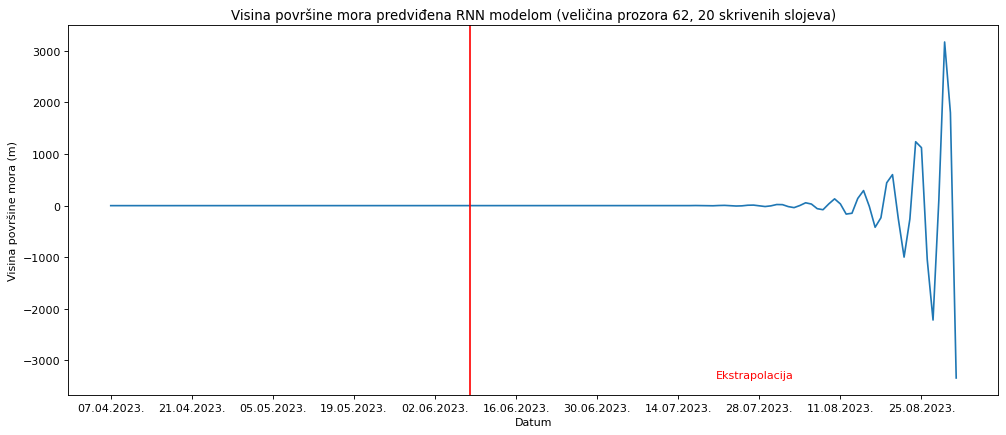 Visina površine mora predviđena RNN modelom (veličina prozora 62, 20 skrivenih slojeva)
Visina površine mora (m)
3000
2000
1000
0
−1000
−2000
−3000
Ekstrapolacija
07.04.2023. 21.04.2023. 05.05.2023. 19.05.2023. 02.06.2023. 16.06.2023. 30.06.2023. 14.07.2023. 28.07.2023. 11.08.2023. 25.08.2023.
Datum